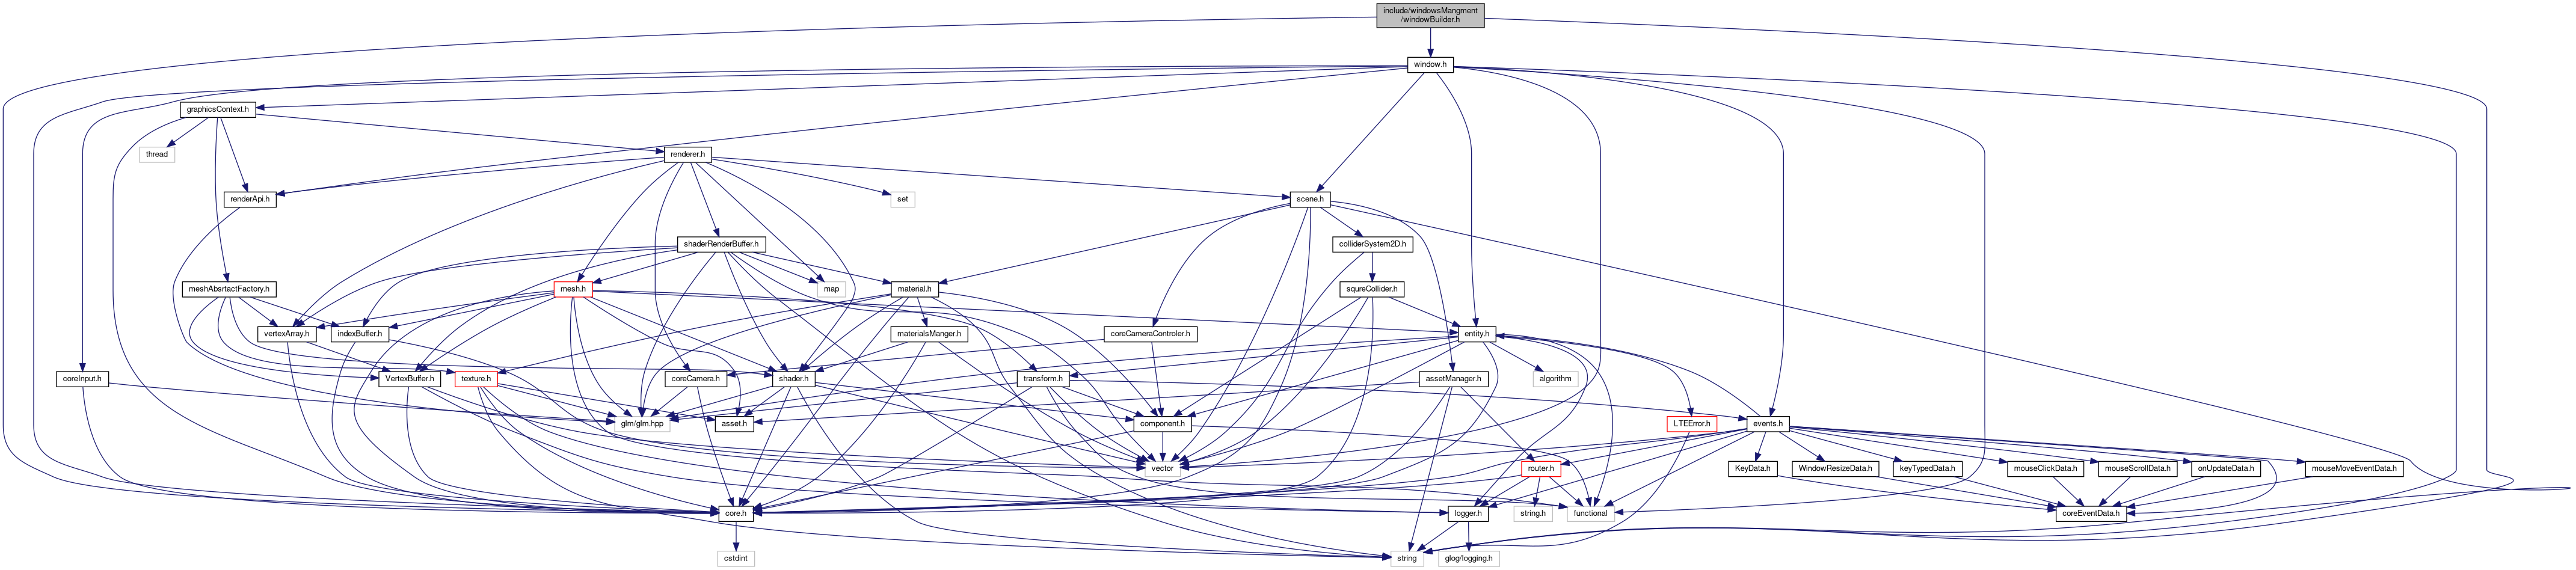 include/windowsMangment
/windowBuilder.h
window.h
graphicsContext.h
thread
renderer.h
renderApi.h
set
scene.h
shaderRenderBuffer.h
colliderSystem2D.h
meshAbsrtactFactory.h
mesh.h
map
material.h
squreCollider.h
vertexArray.h
indexBuffer.h
materialsManger.h
coreCameraControler.h
entity.h
coreInput.h
VertexBuffer.h
texture.h
coreCamera.h
shader.h
transform.h
assetManager.h
algorithm
glm/glm.hpp
asset.h
component.h
LTEError.h
events.h
vector
router.h
KeyData.h
WindowResizeData.h
keyTypedData.h
mouseClickData.h
mouseScrollData.h
onUpdateData.h
mouseMoveEventData.h
core.h
logger.h
string.h
functional
coreEventData.h
cstdint
string
glog/logging.h